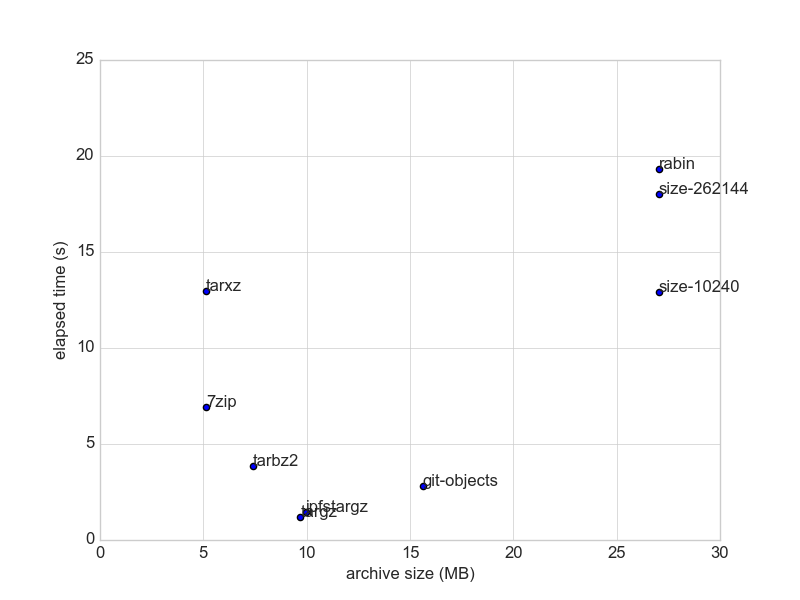 25
20
15
10
5
0
elapsed time (s)
rabin
size-262144
tarxz
size-10240
7zip
tarbz2
git-objects
ipfstargz
targz
0
5
10
15
20
25
30
archive size (MB)